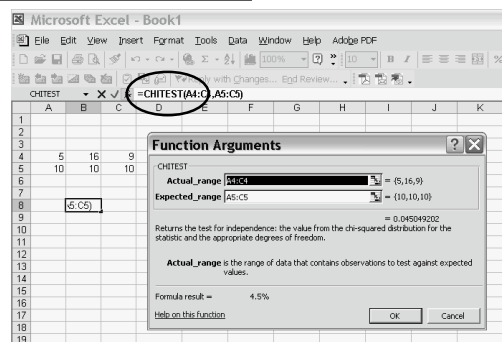 Microsoft Excel - Book1
File Edit View Insert Format Tools Data Window Help Adobe PDF
100% 10 B I
Reply with Changes... End Review...
CHITEST =CHITEST(A4:C4,A5:C5)
A B C D E F G H I J K
1
2
3
4 5 16 9
5 10 10 10
6
7
8 5:C5)
9
10
11
12
13
14
15
16
17
18
19
Function Arguments
CHITEST
Actual_range A4:C4 = {5,16,9}
Expected_range A5:C5 = {10,10,10}
= 0.045049202
Returns the test for independence: the value from the chi-squared distribution for the
statistic and the appropriate degrees of freedom.
Actual_range is the range of data that contains observations to test against expected
values.
Formula result = 4.5%
Help on this function OK Cancel